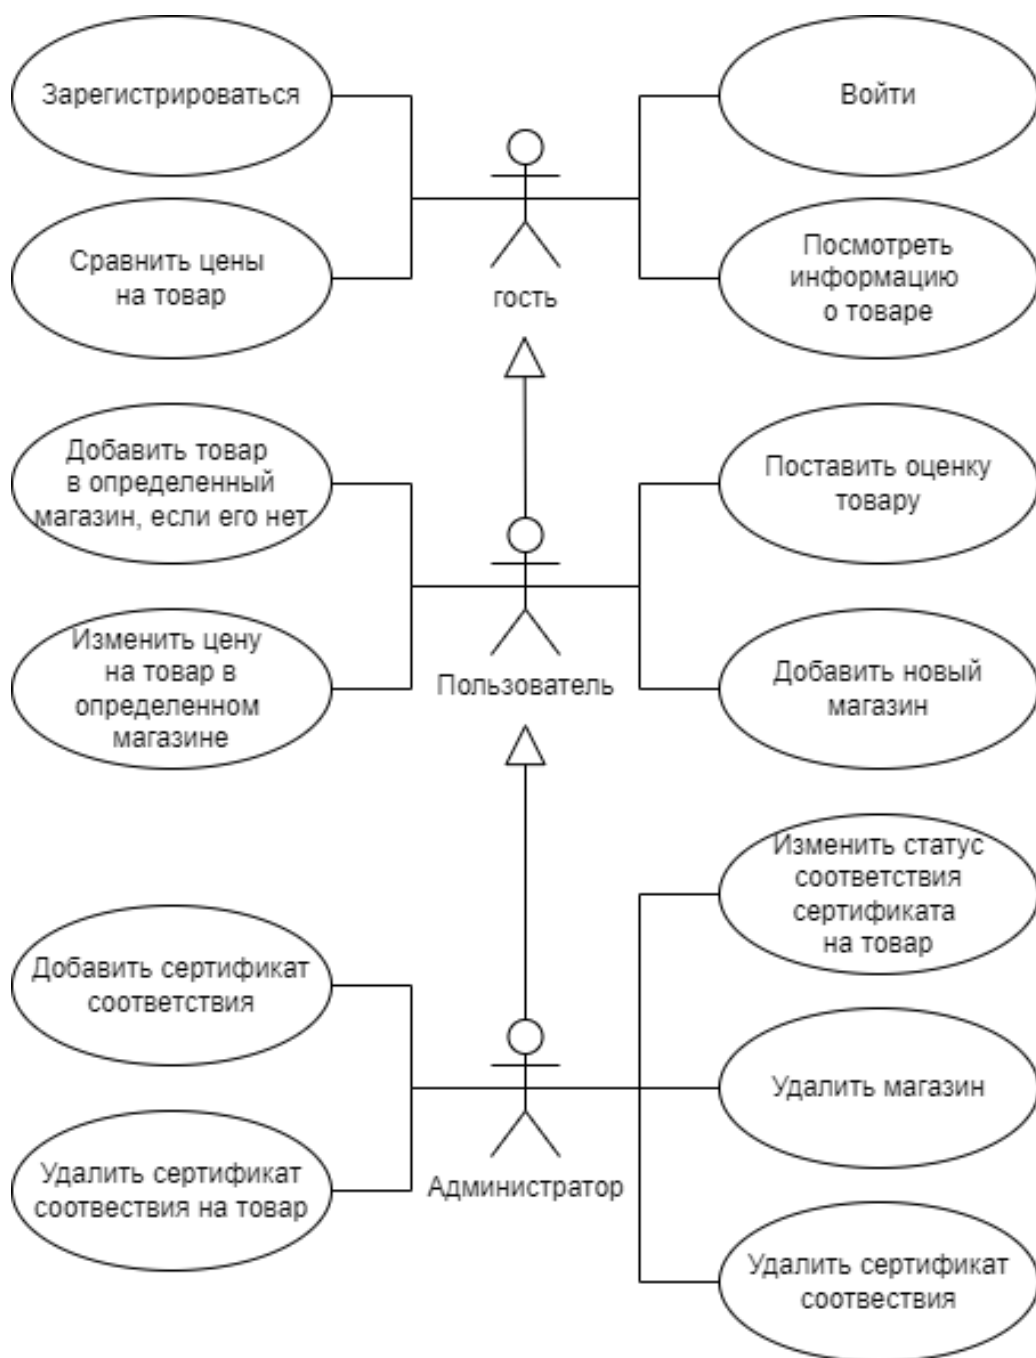 Зарегистрироваться
Войти
Сравнить цены
на товар
гость
Посмотреть
информацию
о товаре
Добавить товар
в определенный
магазин, если его нет
Поставить оценку
товару
Изменить цену
на товар в
определенном
магазине
Пользователь
Добавить новый
магазин
Изменить статус
соответствия
сертификата
на товар
Добавить сертификат
соответствия
Удалить магазин
Удалить сертификат
соотвествия на товар
Администратор
Удалить сертификат
соотвествия